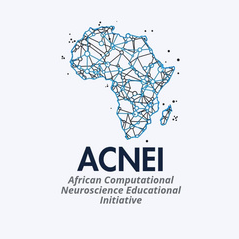 ACNEI
African Computational
Neuroscience Educational
Initiative